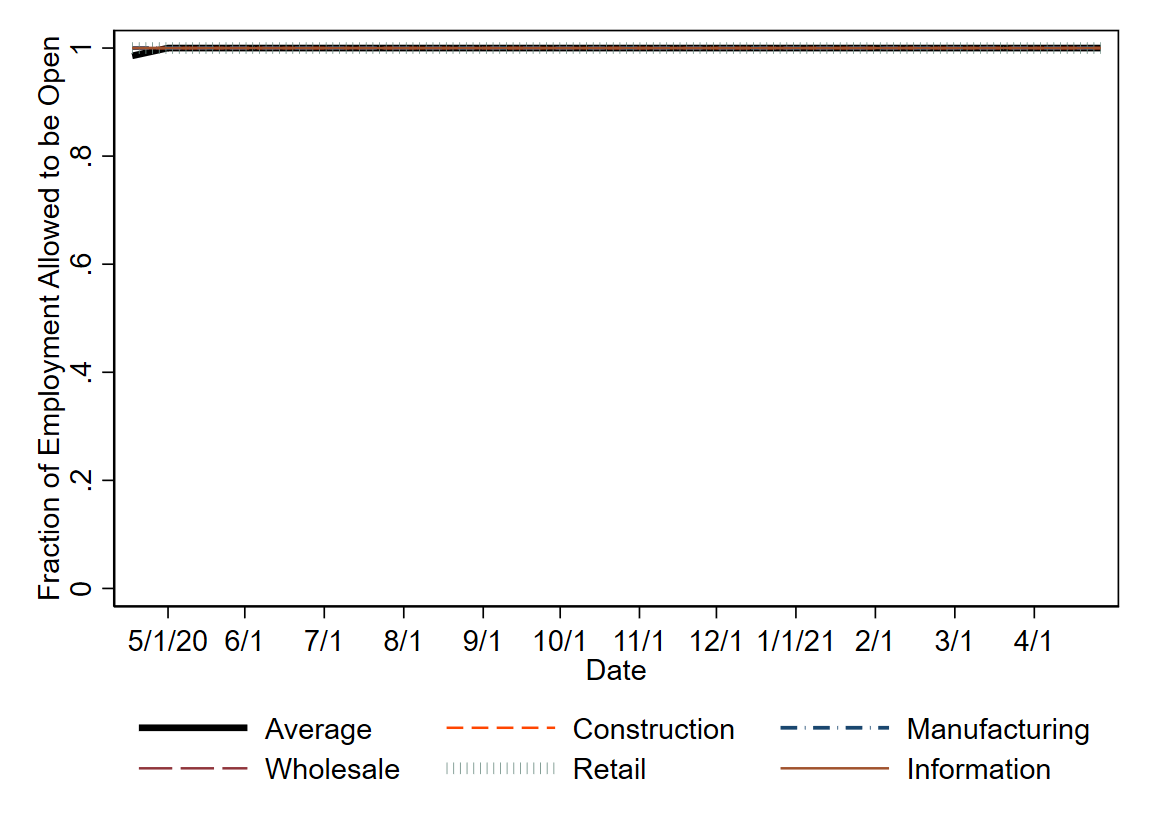 Fraction of Employment Allowed to be Open
1
.8
.6
.4
.2
0
5/1/20 6/1 7/1 8/1 9/1 10/1 11/1 12/1 1/1/21 2/1 3/1 4/1
Date
Average Construction Manufacturing
Wholesale Retail Information